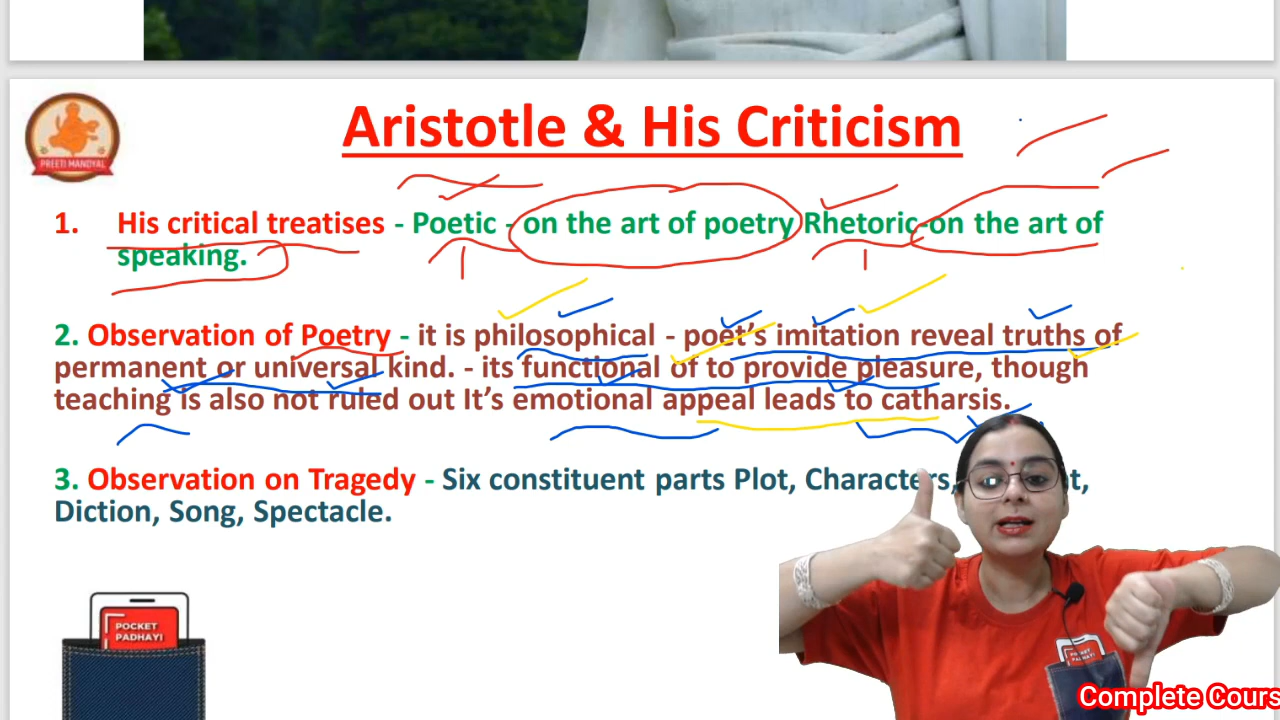 Aristotle & His Criticism
PREETI MANDYAL
1. His critical treatises - Poetic - on the art of poetry Rhetoric-on the art of
speaking.
2. Observation of Poetry - it is philosophical - poet's imitation reveal truths of
permanent or universal kind. - its functional of to provide pleasure, though
teaching is also not ruled out It's emotional appeal leads to catharsis.
3. Observation on Tragedy - Six constituent parts Plot, Characters,
Diction, Song, Spectacle.
POCKET
PADHAYI
POCKET
PADHAYI
Complete Cours